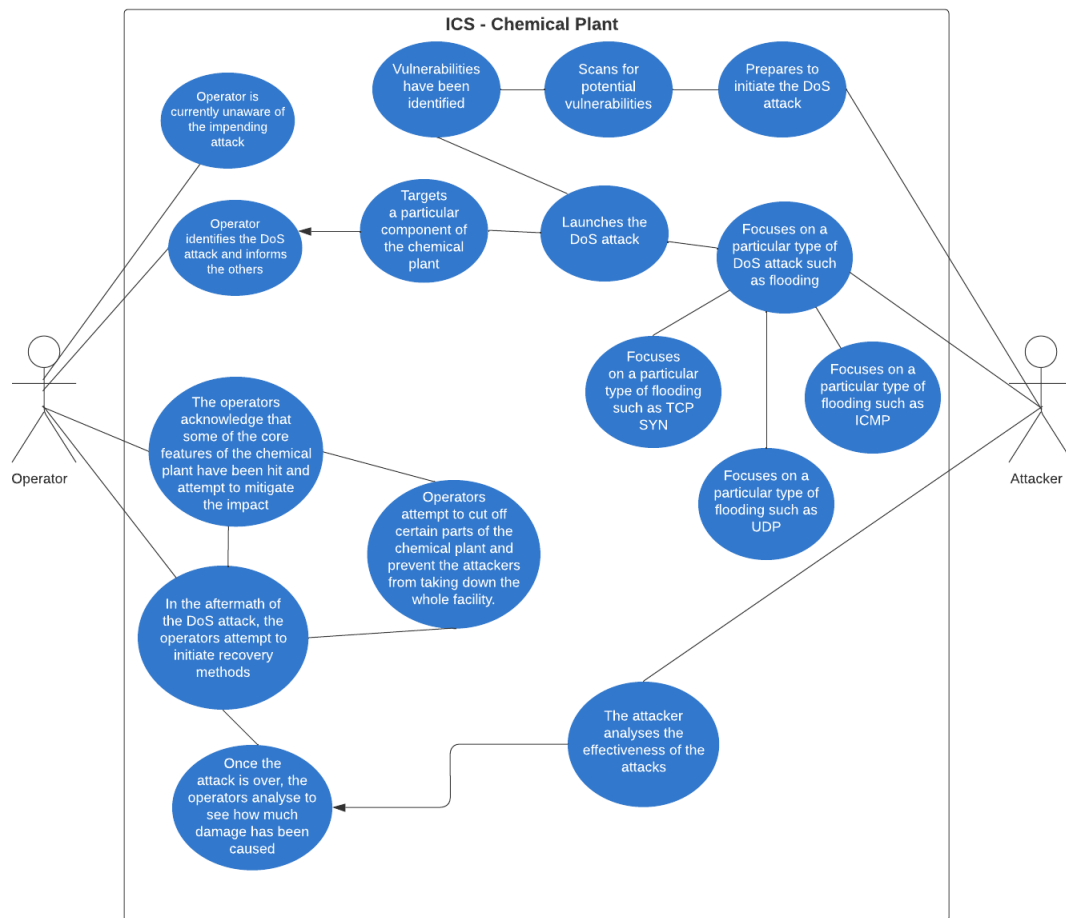 ICS - Chemical Plant
Vulnerabilities
have been
identified
Scans for
potential
vulnerabilities
Prepares to
initiate the DoS
attack
Operator is
currently unaware of
the impending
attack
Operator
identifies the DoS
attack and informs
the others
Targets
a particular
component of
the chemical
plant
Launches the
DoS attack
Focuses on a
particular type of
DoS attack such
as flooding
Focuses
on a particular
type of flooding
such as TCP
SYN
Focuses on a
particular type of
flooding such as
ICMP
Focuses on a
particular type of
flooding such as
UDP
Operator
Attacker
The operators
acknowledge that
some of the core
features of the chemical
plant have been hit and
attempt to mitigate
the impact
Operators
attempt to cut off
certain parts of the
chemical plant and
prevent the attackers
from taking down the
whole facility.
In the aftermath of
the DoS attack, the
operators attempt to
initiate recovery
methods
The attacker
analyses the
effectiveness of the
attacks
Once the
attack is over, the
operators analyse to
see how much
damage has been
caused